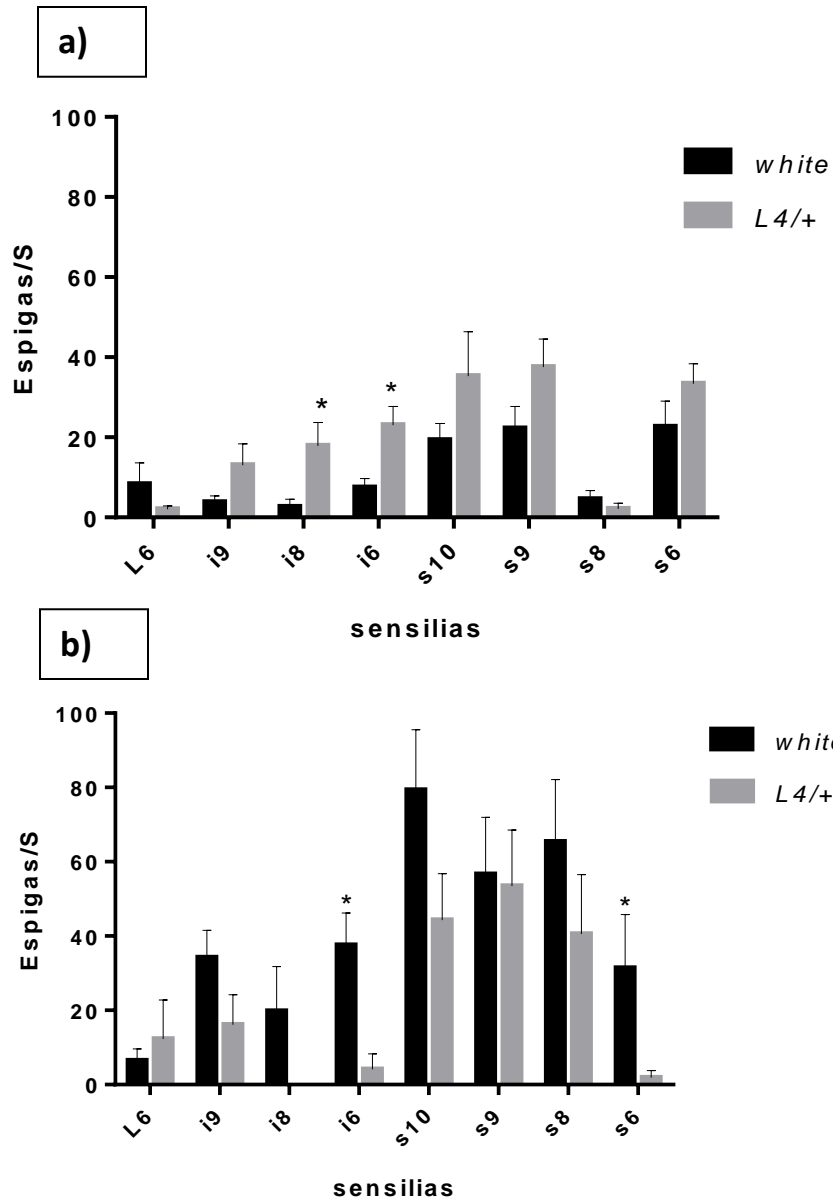 a)
100
80
60
40
20
0
Espigas/S
white
L4/+
*
*
L6
i9
i8
i6
s10
s9
s8
s6
sensilias
b)
100
80
60
40
20
0
Espigas/S
white
L4/+
*
*
L6
i9
i8
i6
s10
s9
s8
s6
sensilias